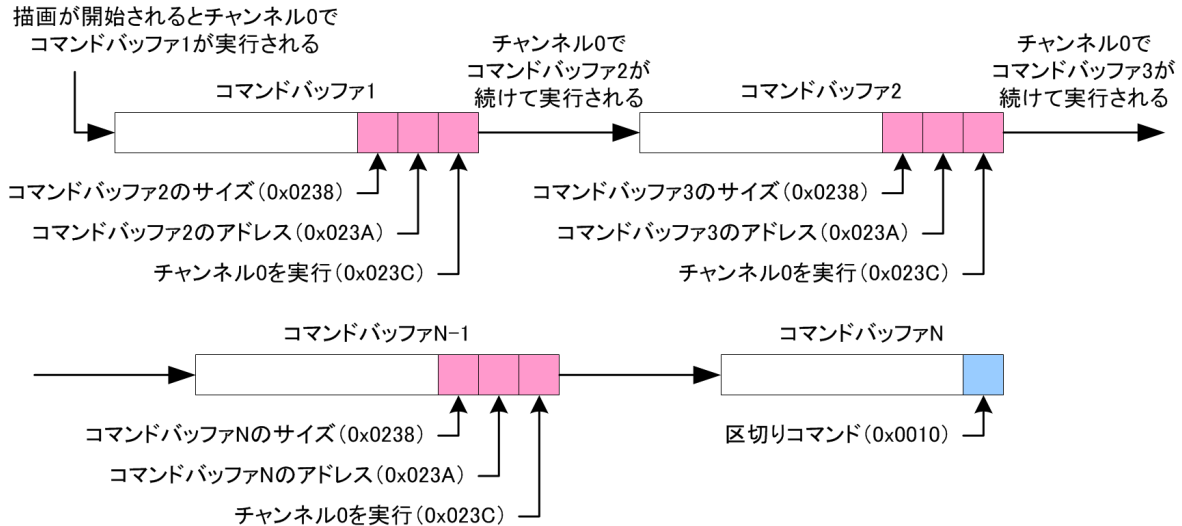 描画が開始されるとチャンネル0で
コマンドバッファ1が実行される
チャンネル0で
コマンドバッファ2が
続けて実行される
チャンネル0で
コマンドバッファ3が
続けて実行される
コマンドバッファ1
コマンドバッファ2
コマンドバッファ2のサイズ(0x0238)
コマンドバッファ2のアドレス(0x023A)
チャンネル0を実行(0x023C)
コマンドバッファ3のサイズ(0x0238)
コマンドバッファ3のアドレス(0x023A)
チャンネル0を実行(0x023C)
コマンドバッファN-1
コマンドバッファN
コマンドバッファNのサイズ(0x0238)
コマンドバッファNのアドレス(0x023A)
チャンネル0を実行(0x023C)
区切りコマンド(0x0010)